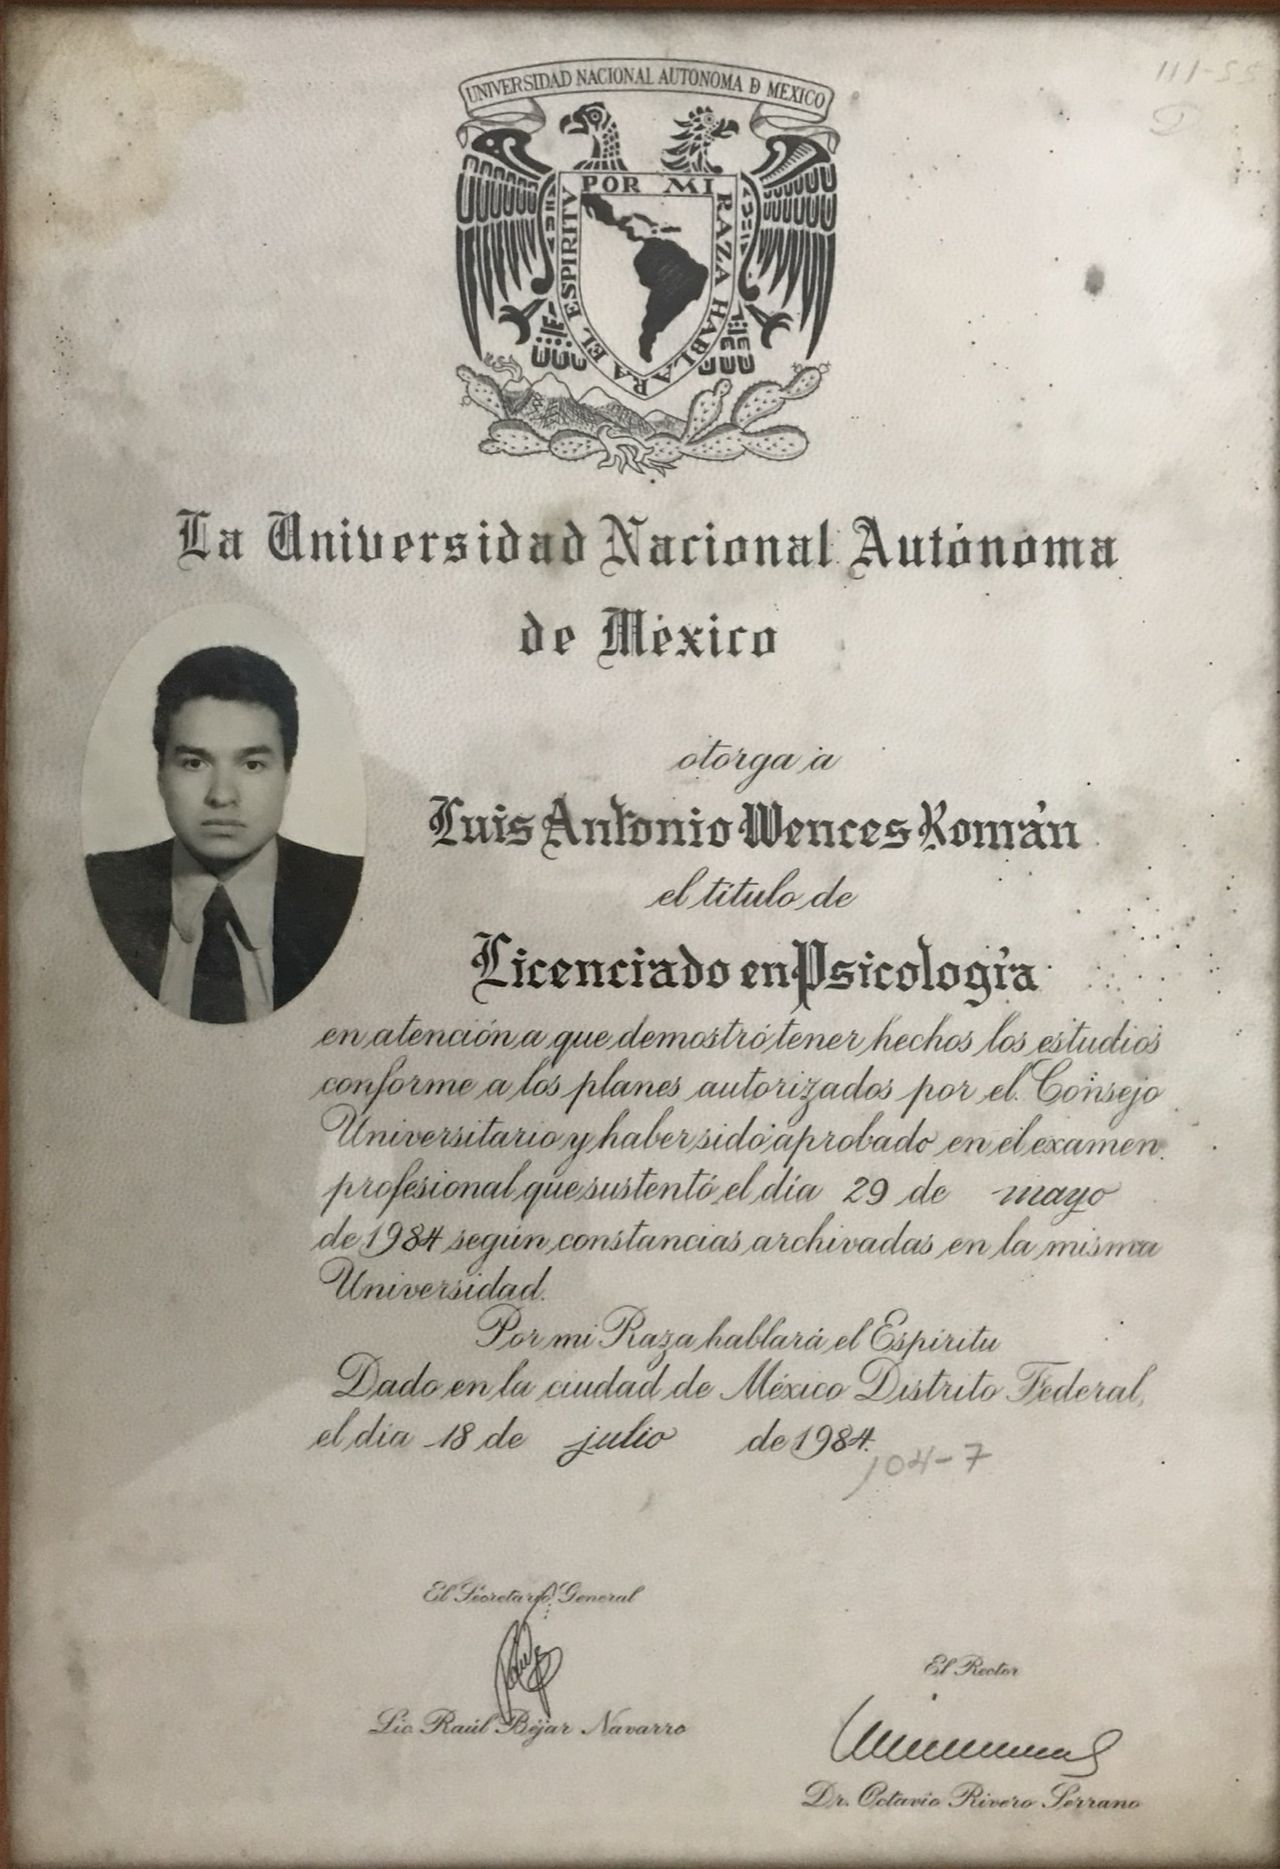 UNIVERSIDAD NACIONAL AUTONOMA D MEXICO
POR MI RAZA HABLARA EL ESPIRITU
La Universidad Nacional Autónoma
de México
otorga a
Luis Antonio Wences Román
el título de
Licenciado en Psicología
en atención a que demostró tener hechos los estudios
conforme a los planes autorizados por el Consejo
Universitario y haber sido aprobado en el examen
profesional que sustentó el día 29 de mayo
de 1984 según constancias archivadas en la misma
Universidad.
Por mi Raza hablará el Espíritu
Dado en la ciudad de México Distrito Federal,
el día 18 de julio de 1984.
104-7
El Secretario General
Lic. Raúl Béjar Navarro
El Rector
Dr. Octavio Rivero Serrano